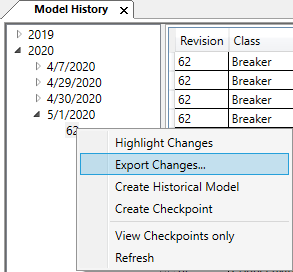 Model History
2019
2020
4/7/2020
4/29/2020
4/30/2020
5/1/2020
62
Revision Class
62 Breaker
62 Breaker
62 Breaker
62 Breaker
Highlight Changes
Export Changes...
Create Historical Model
Create Checkpoint
View Checkpoints only
Refresh